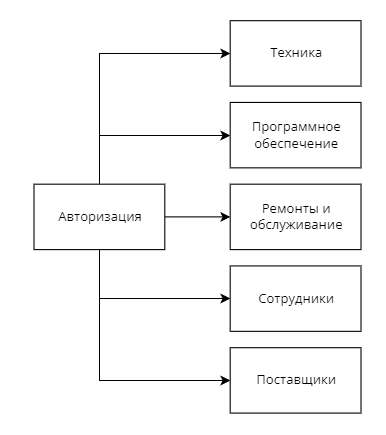 Техника
Программное
обеспечение
Авторизация
Ремонты и
обслуживание
Сотрудники
Поставщики